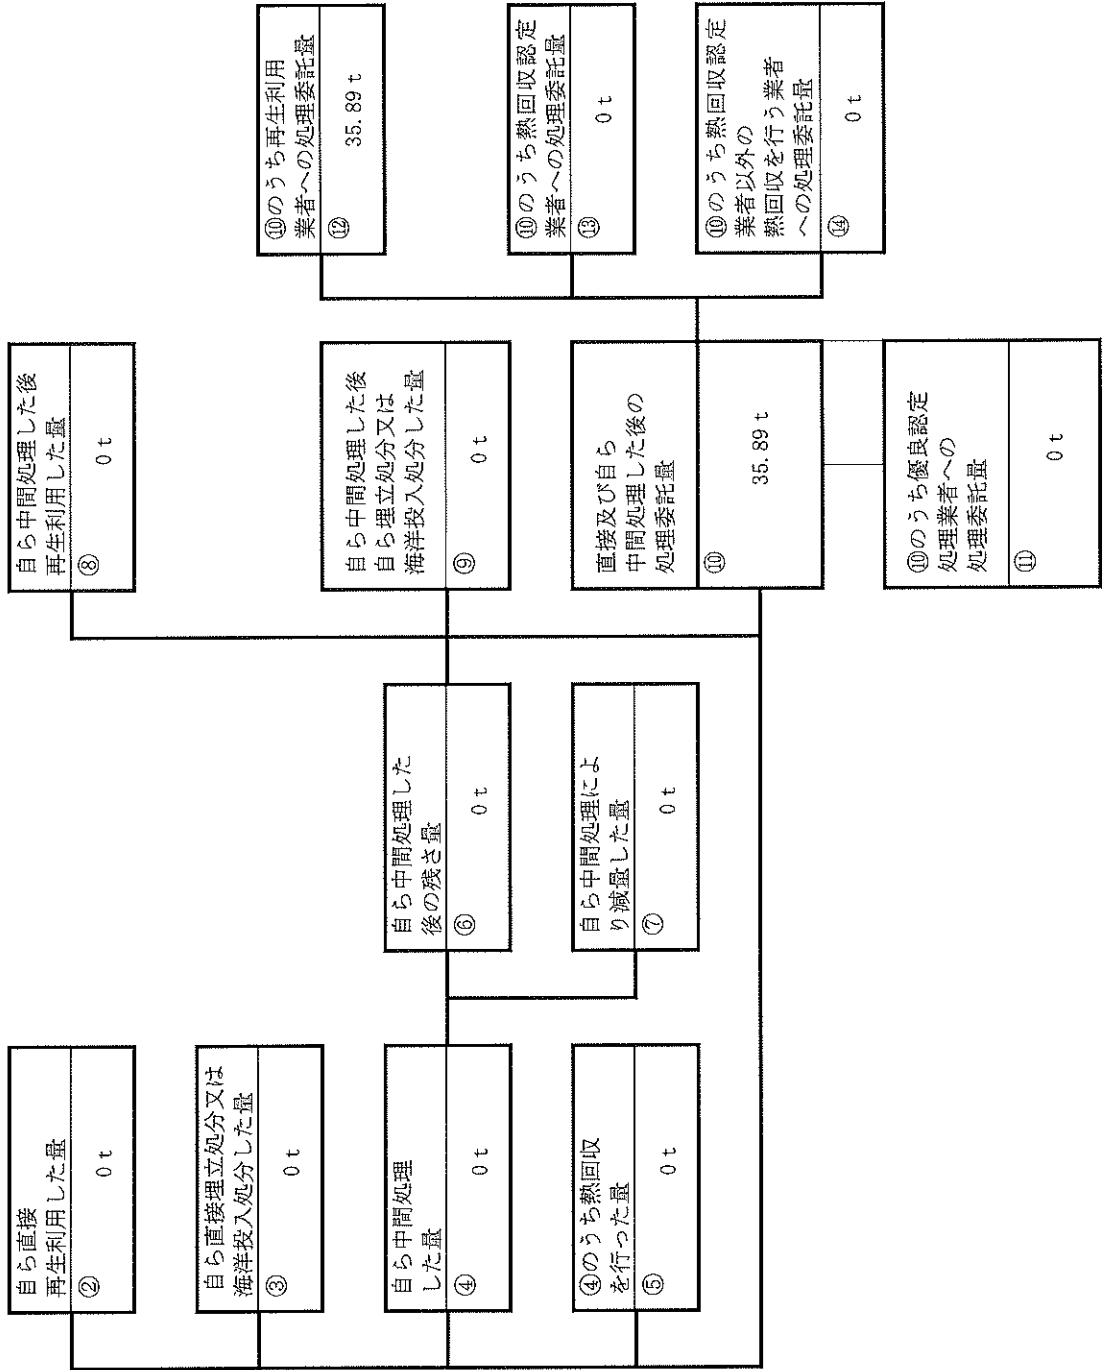 自ら直接
再生利用した量
②
0 t
自ら直接埋立処分又は
海洋投入処分した量
③
0 t
自ら中間処理
した量
④
0 t
④のうち熱回収
を行った量
⑤
0 t
自ら中間処理した
後の残さ量
⑥
0 t
自ら中間処理によ
り減量した量
⑦
0 t
自ら中間処理した後
再生利用した量
⑧
0 t
自ら中間処理した後
自ら埋立処分又は
海洋投入処分した量
⑨
0 t
直接及び自ら
中間処理した後の
処理委託量
⑩
35.89 t
⑩のうち優良認定
処理業者への
処理委託量
⑪
0 t
⑩のうち再生利用
業者への処理委託量
⑫
35.89 t
⑩のうち熱回収認定
業者への処理委託量
⑬
0 t
⑩のうち熱回収認定
業者以外の
熱回収を行う業者
への処理委託量
⑭
0 t